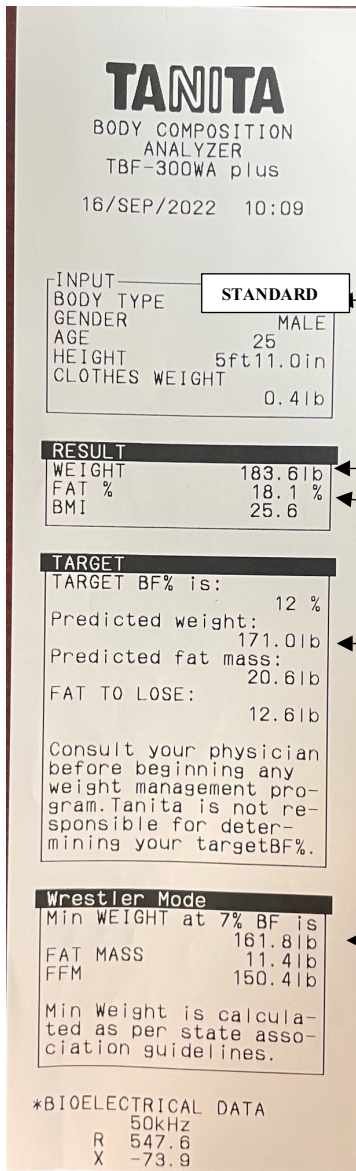 TANITA
BODY COMPOSITION
ANALYZER
TBF-300WA plus
16/SEP/2022 10:09
INPUT
BODY TYPE STANDARD
GENDER MALE
AGE 25
HEIGHT 5ft11.0in
CLOTHES WEIGHT
0.4lb
RESULT
WEIGHT 183.6lb
FAT % 18.1 %
BMI 25.6
TARGET
TARGET BF% is:
12 %
Predicted weight:
171.0lb
Predicted fat mass:
20.6lb
FAT TO LOSE:
12.6lb
Consult your physician
before beginning any
weight management pro-
gram.Tanita is not re-
sponsible for deter-
mining your targetBF%.
Wrestler Mode
Min WEIGHT at 7% BF is
161.8lb
FAT MASS 11.4lb
FFM 150.4lb
Min Weight is calcula-
ted as per state asso-
ciation guidelines.
*BIOELECTRICAL DATA
50kHz
R 547.6
X -73.9